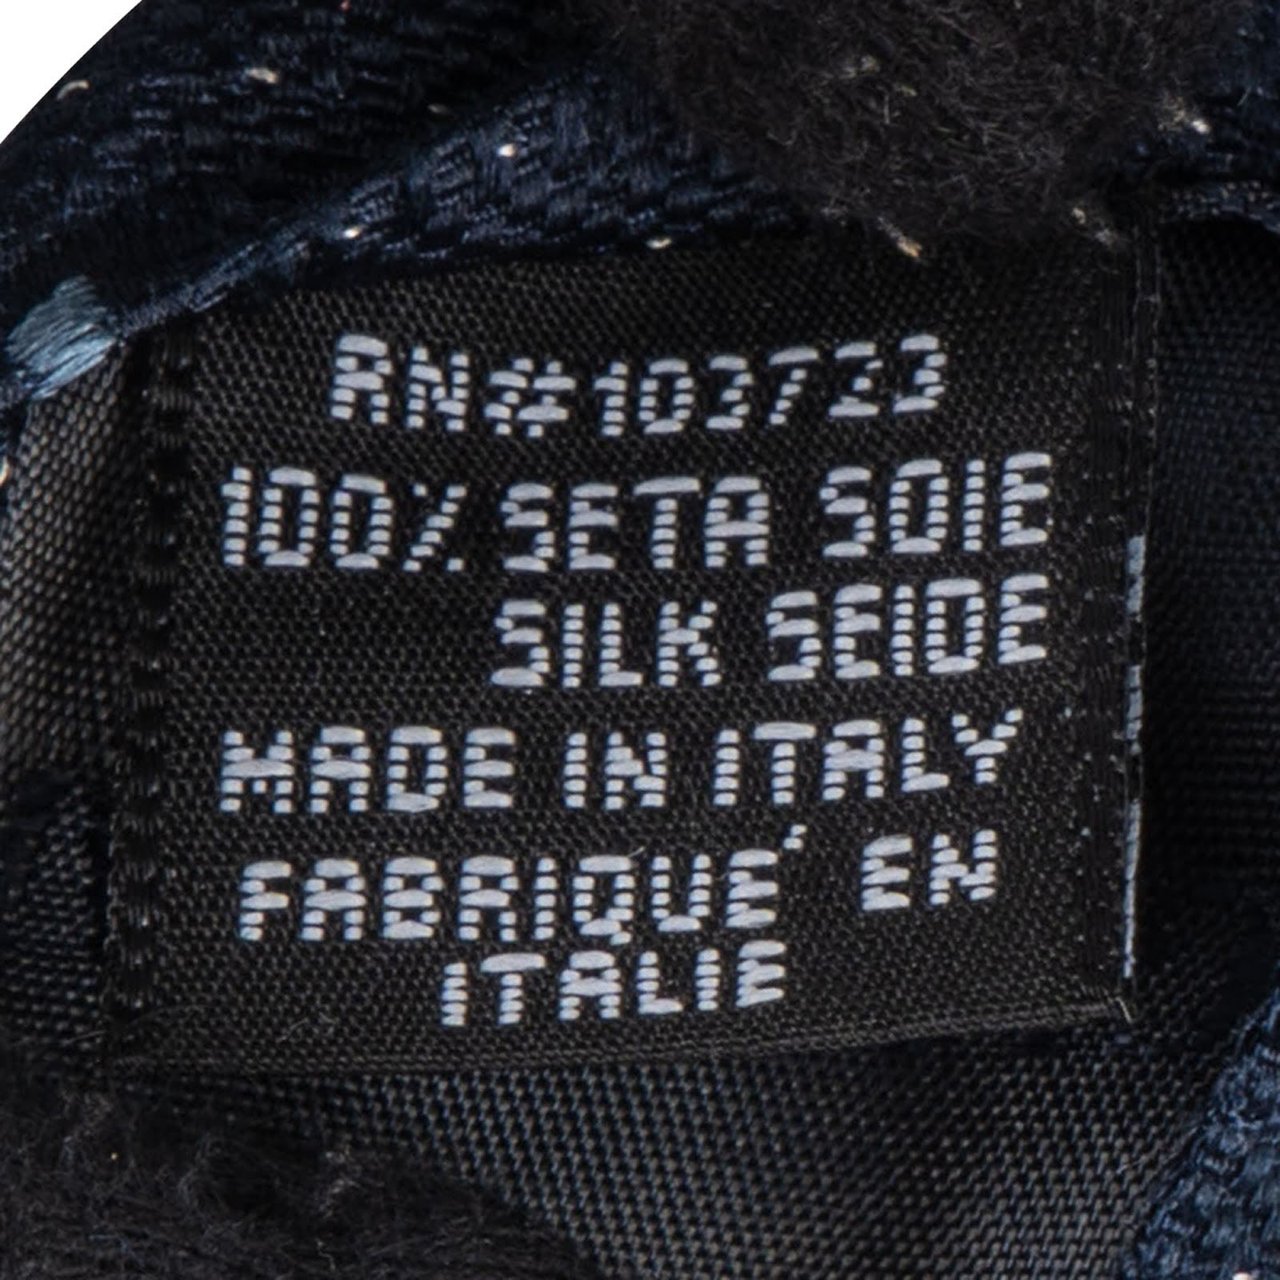 RN#103723
100% SETA SOIE
SILK SEIDE
MADE IN ITALY
FABRIQUE' EN
ITALIE